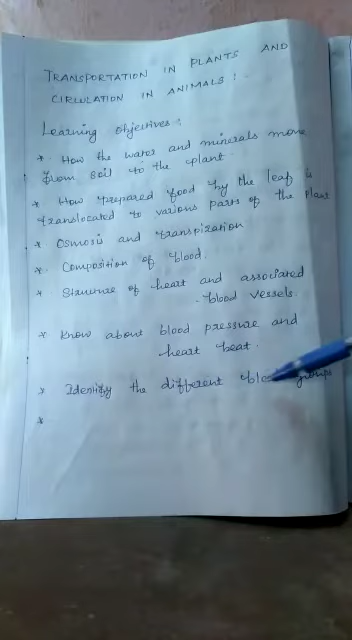 TRANSPORTATION IN PLANTS AND
CIRCULATION IN ANIMALS :
Learning objectives :
* How the water and minerals move
from soil to the plant.
* How prepared food by the leaf is
translocated to various parts of the plant
* Osmosis and transpiration
* Composition of blood.
* Structure of heart and associated
blood vessels.
* Know about blood pressure and
heart beat.
* Identify the different groups
*